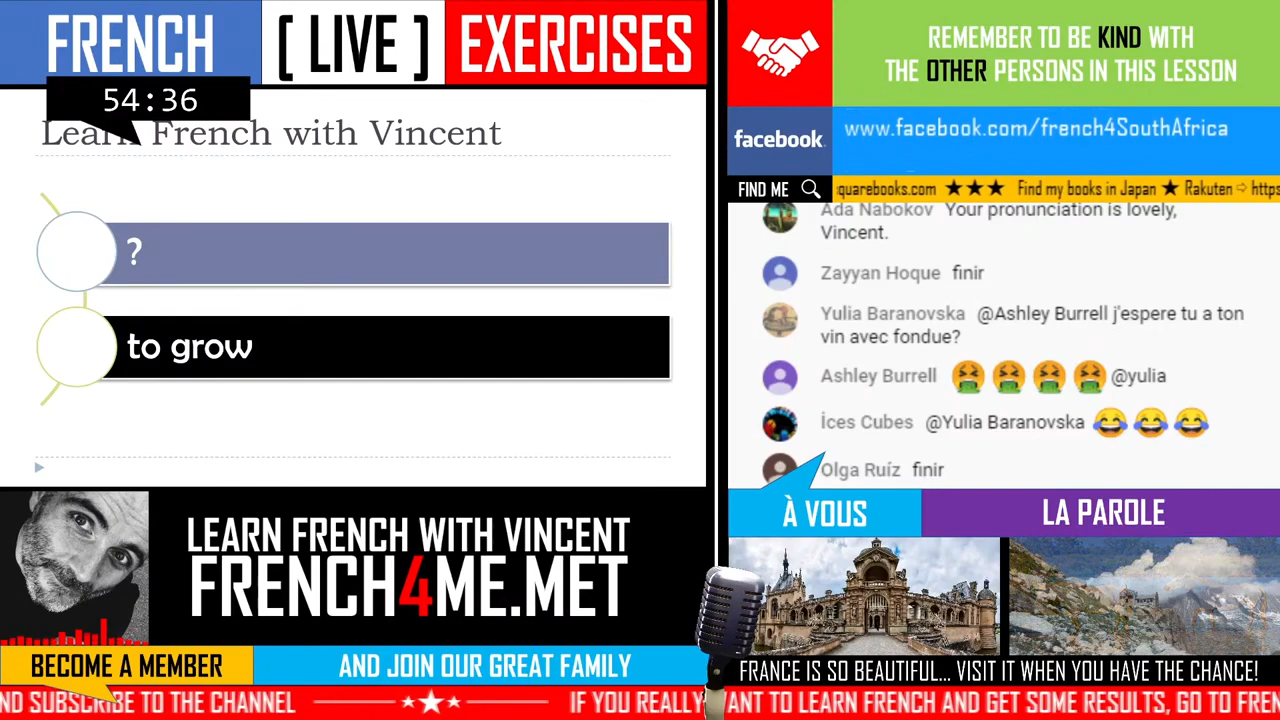 FRENCH [ LIVE ] EXERCISES
54:36
Learn French with Vincent
?
to grow
LEARN FRENCH WITH VINCENT
FRENCH4ME.MET
BECOME A MEMBER
AND JOIN OUR GREAT FAMILY
REMEMBER TO BE KIND WITH
THE OTHER PERSONS IN THIS LESSON
facebook.
www.facebook.com/french4SouthAfrica
FIND ME
quarebooks.com ★★★ Find my books in Japan ★ Rakuten ⇨ https
Ada Nabokov Your pronunciation is lovely,
Vincent.
Zayyan Hoque finir
Yulia Baranovska @Ashley Burrell j'espere tu a ton
vin avec fondue?
Ashley Burrell 🤮🤮🤮🤮 @yulia
İces Cubes @Yulia Baranovska 😂😂😂
Olga Ruíz finir
À VOUS LA PAROLE
FRANCE IS SO BEAUTIFUL... VISIT IT WHEN YOU HAVE THE CHANCE!
ND SUBSCRIBE TO THE CHANNEL ★★★ IF YOU REALLY WANT TO LEARN FRENCH AND GET SOME RESULTS, GO TO FREN